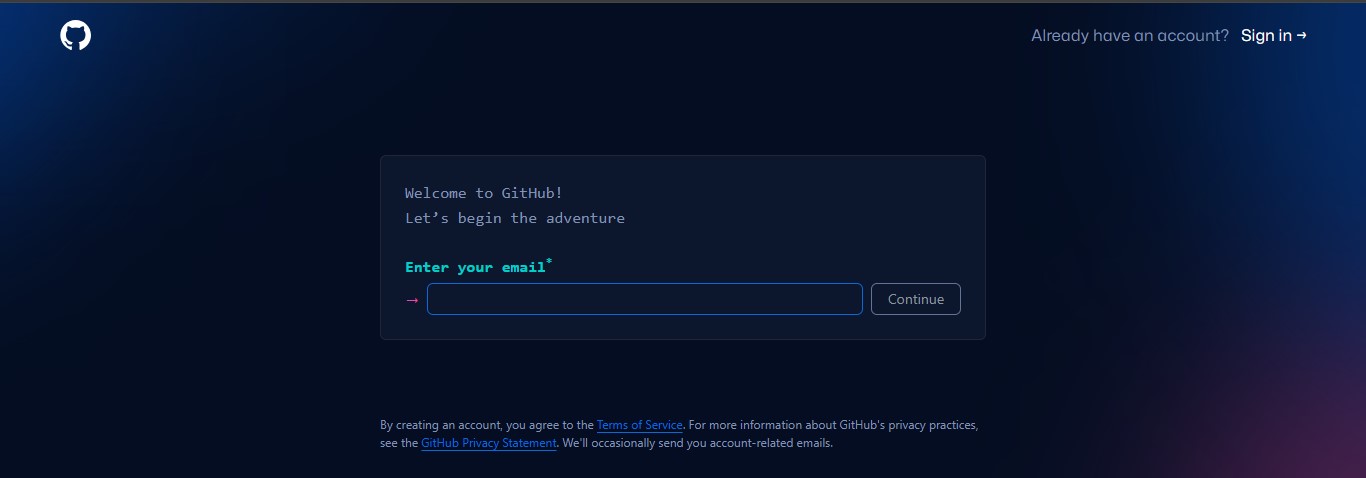 Already have an account? Sign in →
Welcome to GitHub!
Let’s begin the adventure
Enter your email*
→ Continue
By creating an account, you agree to the Terms of Service. For more information about GitHub's privacy practices,
see the GitHub Privacy Statement. We'll occasionally send you account-related emails.